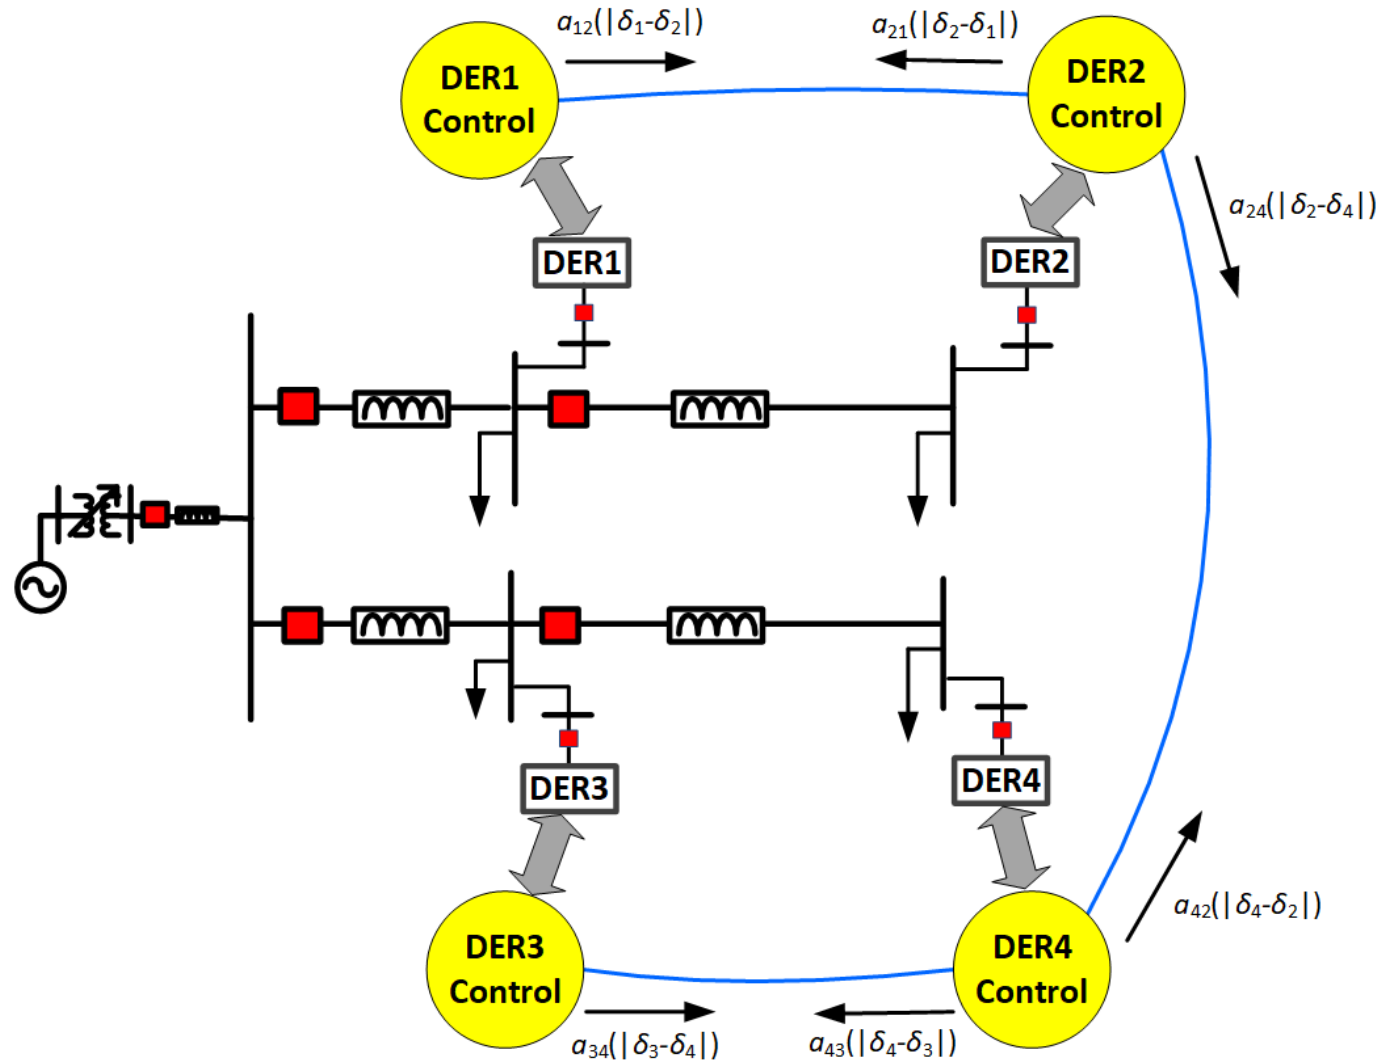 a12(|δ1-δ2|)
a21(|δ2-δ1|)
DER1
Control
DER2
Control
a24(|δ2-δ4|)
DER1
DER2
DER3
DER4
a42(|δ4-δ2|)
DER3
Control
DER4
Control
a34(|δ3-δ4|)
a43(|δ4-δ3|)